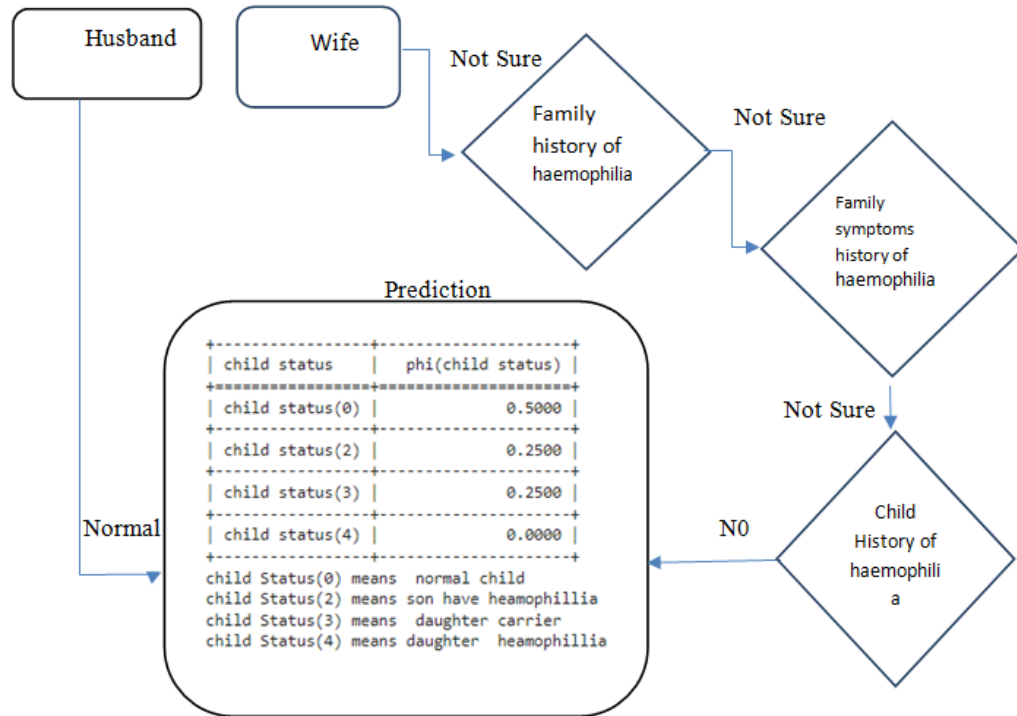 Husband
Wife
Not Sure
Family
history of
haemophilia
Not Sure
Family
symptoms
history of
haemophilia
Not Sure
Child
History of
haemophili
a
N0
Normal
Prediction
+-----------------+---------------------+
| child status | phi(child status) |
+=================+=====================+
| child status(0) | 0.5000 |
+-----------------+---------------------+
| child status(2) | 0.2500 |
+-----------------+---------------------+
| child status(3) | 0.2500 |
+-----------------+---------------------+
| child status(4) | 0.0000 |
+-----------------+---------------------+
child Status(0) means normal child
child Status(2) means son have heamophillia
child Status(3) means daughter carrier
child Status(4) means daughter heamophillia